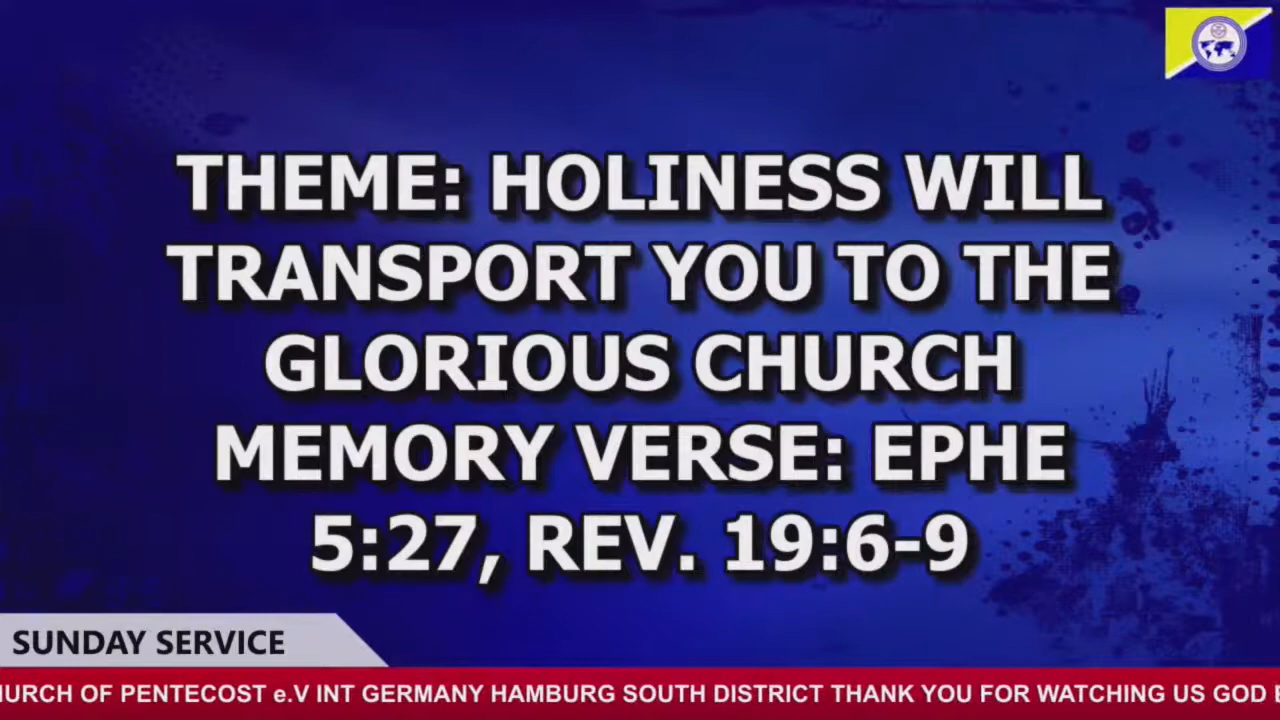 THEME: HOLINESS WILL
TRANSPORT YOU TO THE
GLORIOUS CHURCH
MEMORY VERSE: EPHE
5:27, REV. 19:6-9
SUNDAY SERVICE
OF PENTECOST e.V INT GERMANY HAMBURG SOUTH DISTRICT THANK YOU FOR WATCHING US GOD